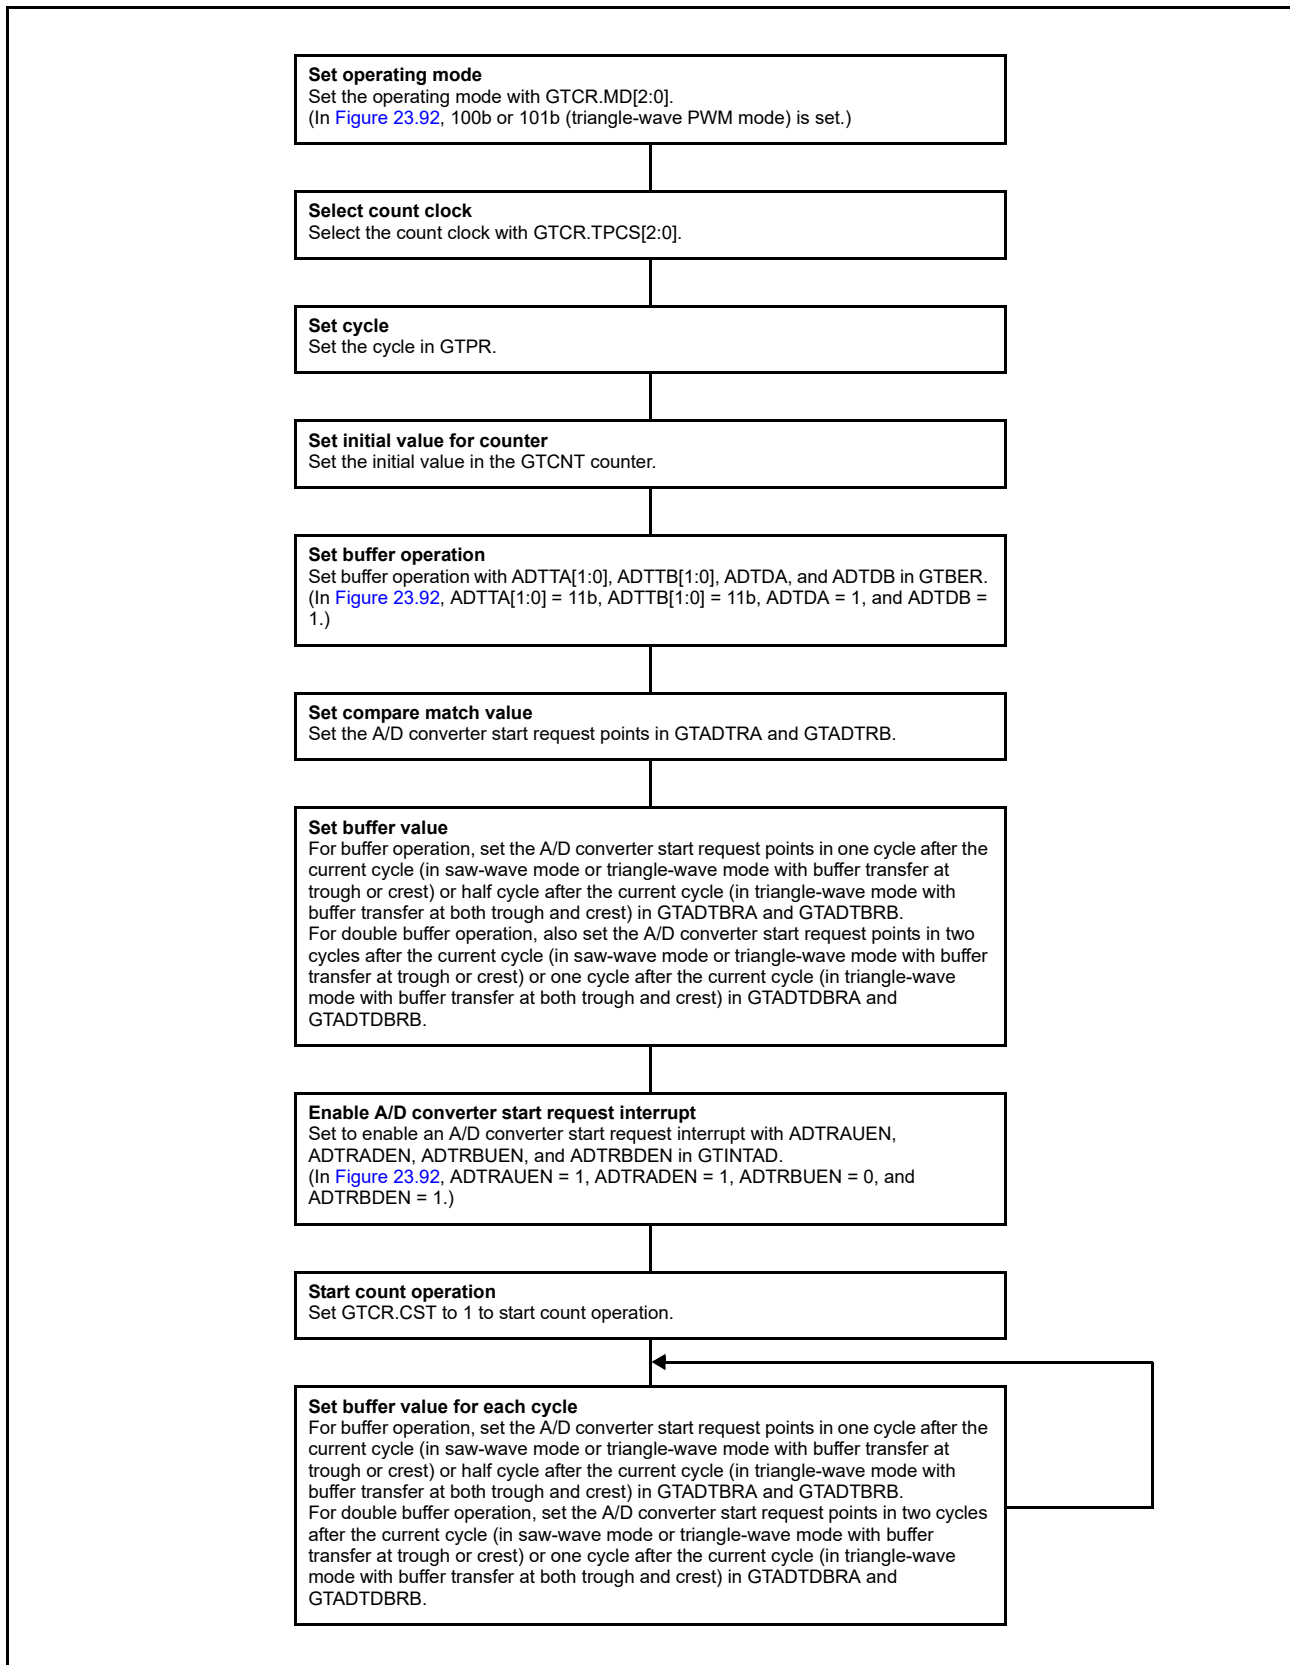 Set operating mode
Set the operating mode with GTCR.MD[2:0].
(In Figure 23.92, 100b or 101b (triangle-wave PWM mode) is set.)
Select count clock
Select the count clock with GTCR.TPCS[2:0].
Set cycle
Set the cycle in GTPR.
Set initial value for counter
Set the initial value in the GTCNT counter.
Set buffer operation
Set buffer operation with ADTTA[1:0], ADTTB[1:0], ADTDA, and ADTDB in GTBER.
(In Figure 23.92, ADTTA[1:0] = 11b, ADTTB[1:0] = 11b, ADTDA = 1, and ADTDB =
1.)
Set compare match value
Set the A/D converter start request points in GTADTRA and GTADTRB.
Set buffer value
For buffer operation, set the A/D converter start request points in one cycle after the
current cycle (in saw-wave mode or triangle-wave mode with buffer transfer at
trough or crest) or half cycle after the current cycle (in triangle-wave mode with
buffer transfer at both trough and crest) in GTADTBRA and GTADTBRB.
For double buffer operation, also set the A/D converter start request points in two
cycles after the current cycle (in saw-wave mode or triangle-wave mode with buffer
transfer at trough or crest) or one cycle after the current cycle (in triangle-wave
mode with buffer transfer at both trough and crest) in GTADTDBRA and
GTADTDBRB.
Enable A/D converter start request interrupt
Set to enable an A/D converter start request interrupt with ADTRAUEN,
ADTRADEN, ADTRBUEN, and ADTRBDEN in GTINTAD.
(In Figure 23.92, ADTRAUEN = 1, ADTRADEN = 1, ADTRBUEN = 0, and
ADTRBDEN = 1.)
Start count operation
Set GTCR.CST to 1 to start count operation.
Set buffer value for each cycle
For buffer operation, set the A/D converter start request points in one cycle after the
current cycle (in saw-wave mode or triangle-wave mode with buffer transfer at
trough or crest) or half cycle after the current cycle (in triangle-wave mode with
buffer transfer at both trough and crest) in GTADTBRA and GTADTBRB.
For double buffer operation, set the A/D converter start request points in two cycles
after the current cycle (in saw-wave mode or triangle-wave mode with buffer
transfer at trough or crest) or one cycle after the current cycle (in triangle-wave
mode with buffer transfer at both trough and crest) in GTADTDBRA and
GTADTDBRB.